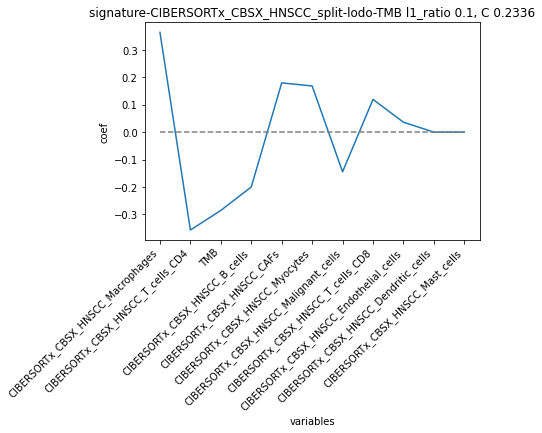 signature-CIBERSORTx_CBSX_HNSCC_split-lodo-TMB l1_ratio 0.1, C 0.2336
0.3
0.2
0.1
0.0
−0.1
−0.2
−0.3
coef
CIBERSORTx_CBSX_HNSCC_Macrophages
CIBERSORTx_CBSX_HNSCC_T_cells_CD4
TMB
CIBERSORTx_CBSX_HNSCC_B_cells
CIBERSORTx_CBSX_HNSCC_CAFs
CIBERSORTx_CBSX_HNSCC_Myocytes
CIBERSORTx_CBSX_HNSCC_Malignant_cells
CIBERSORTx_CBSX_HNSCC_T_cells_CD8
CIBERSORTx_CBSX_HNSCC_Endothelial_cells
CIBERSORTx_CBSX_HNSCC_Dendritic_cells
CIBERSORTx_CBSX_HNSCC_Mast_cells
variables